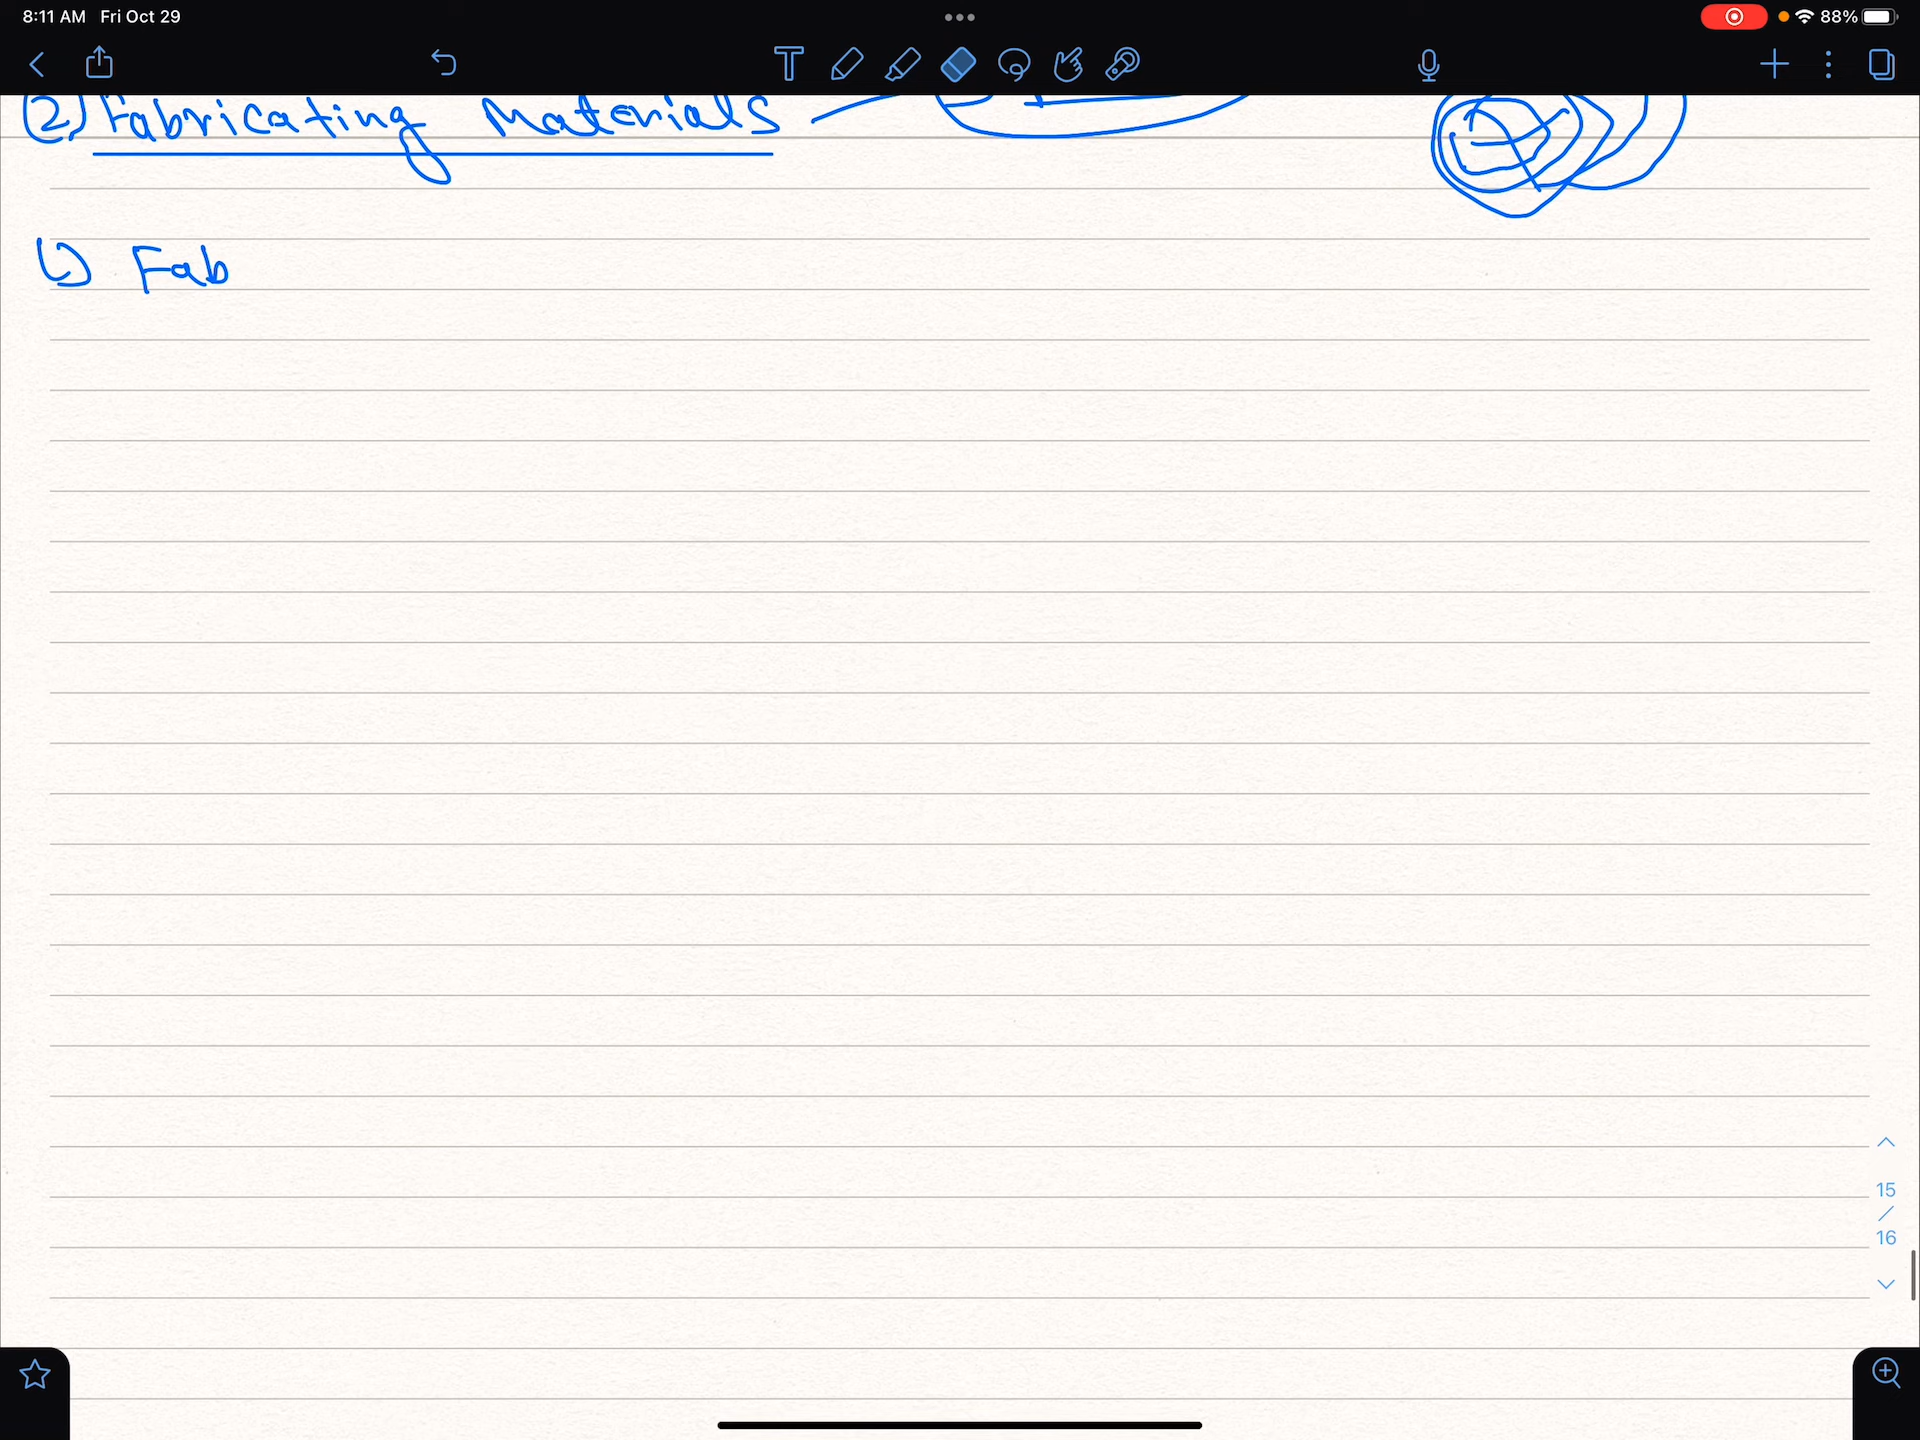 8:11 AM Fri Oct 29
88%
(2) Fabricating Materials
1) Fab
15
/
16